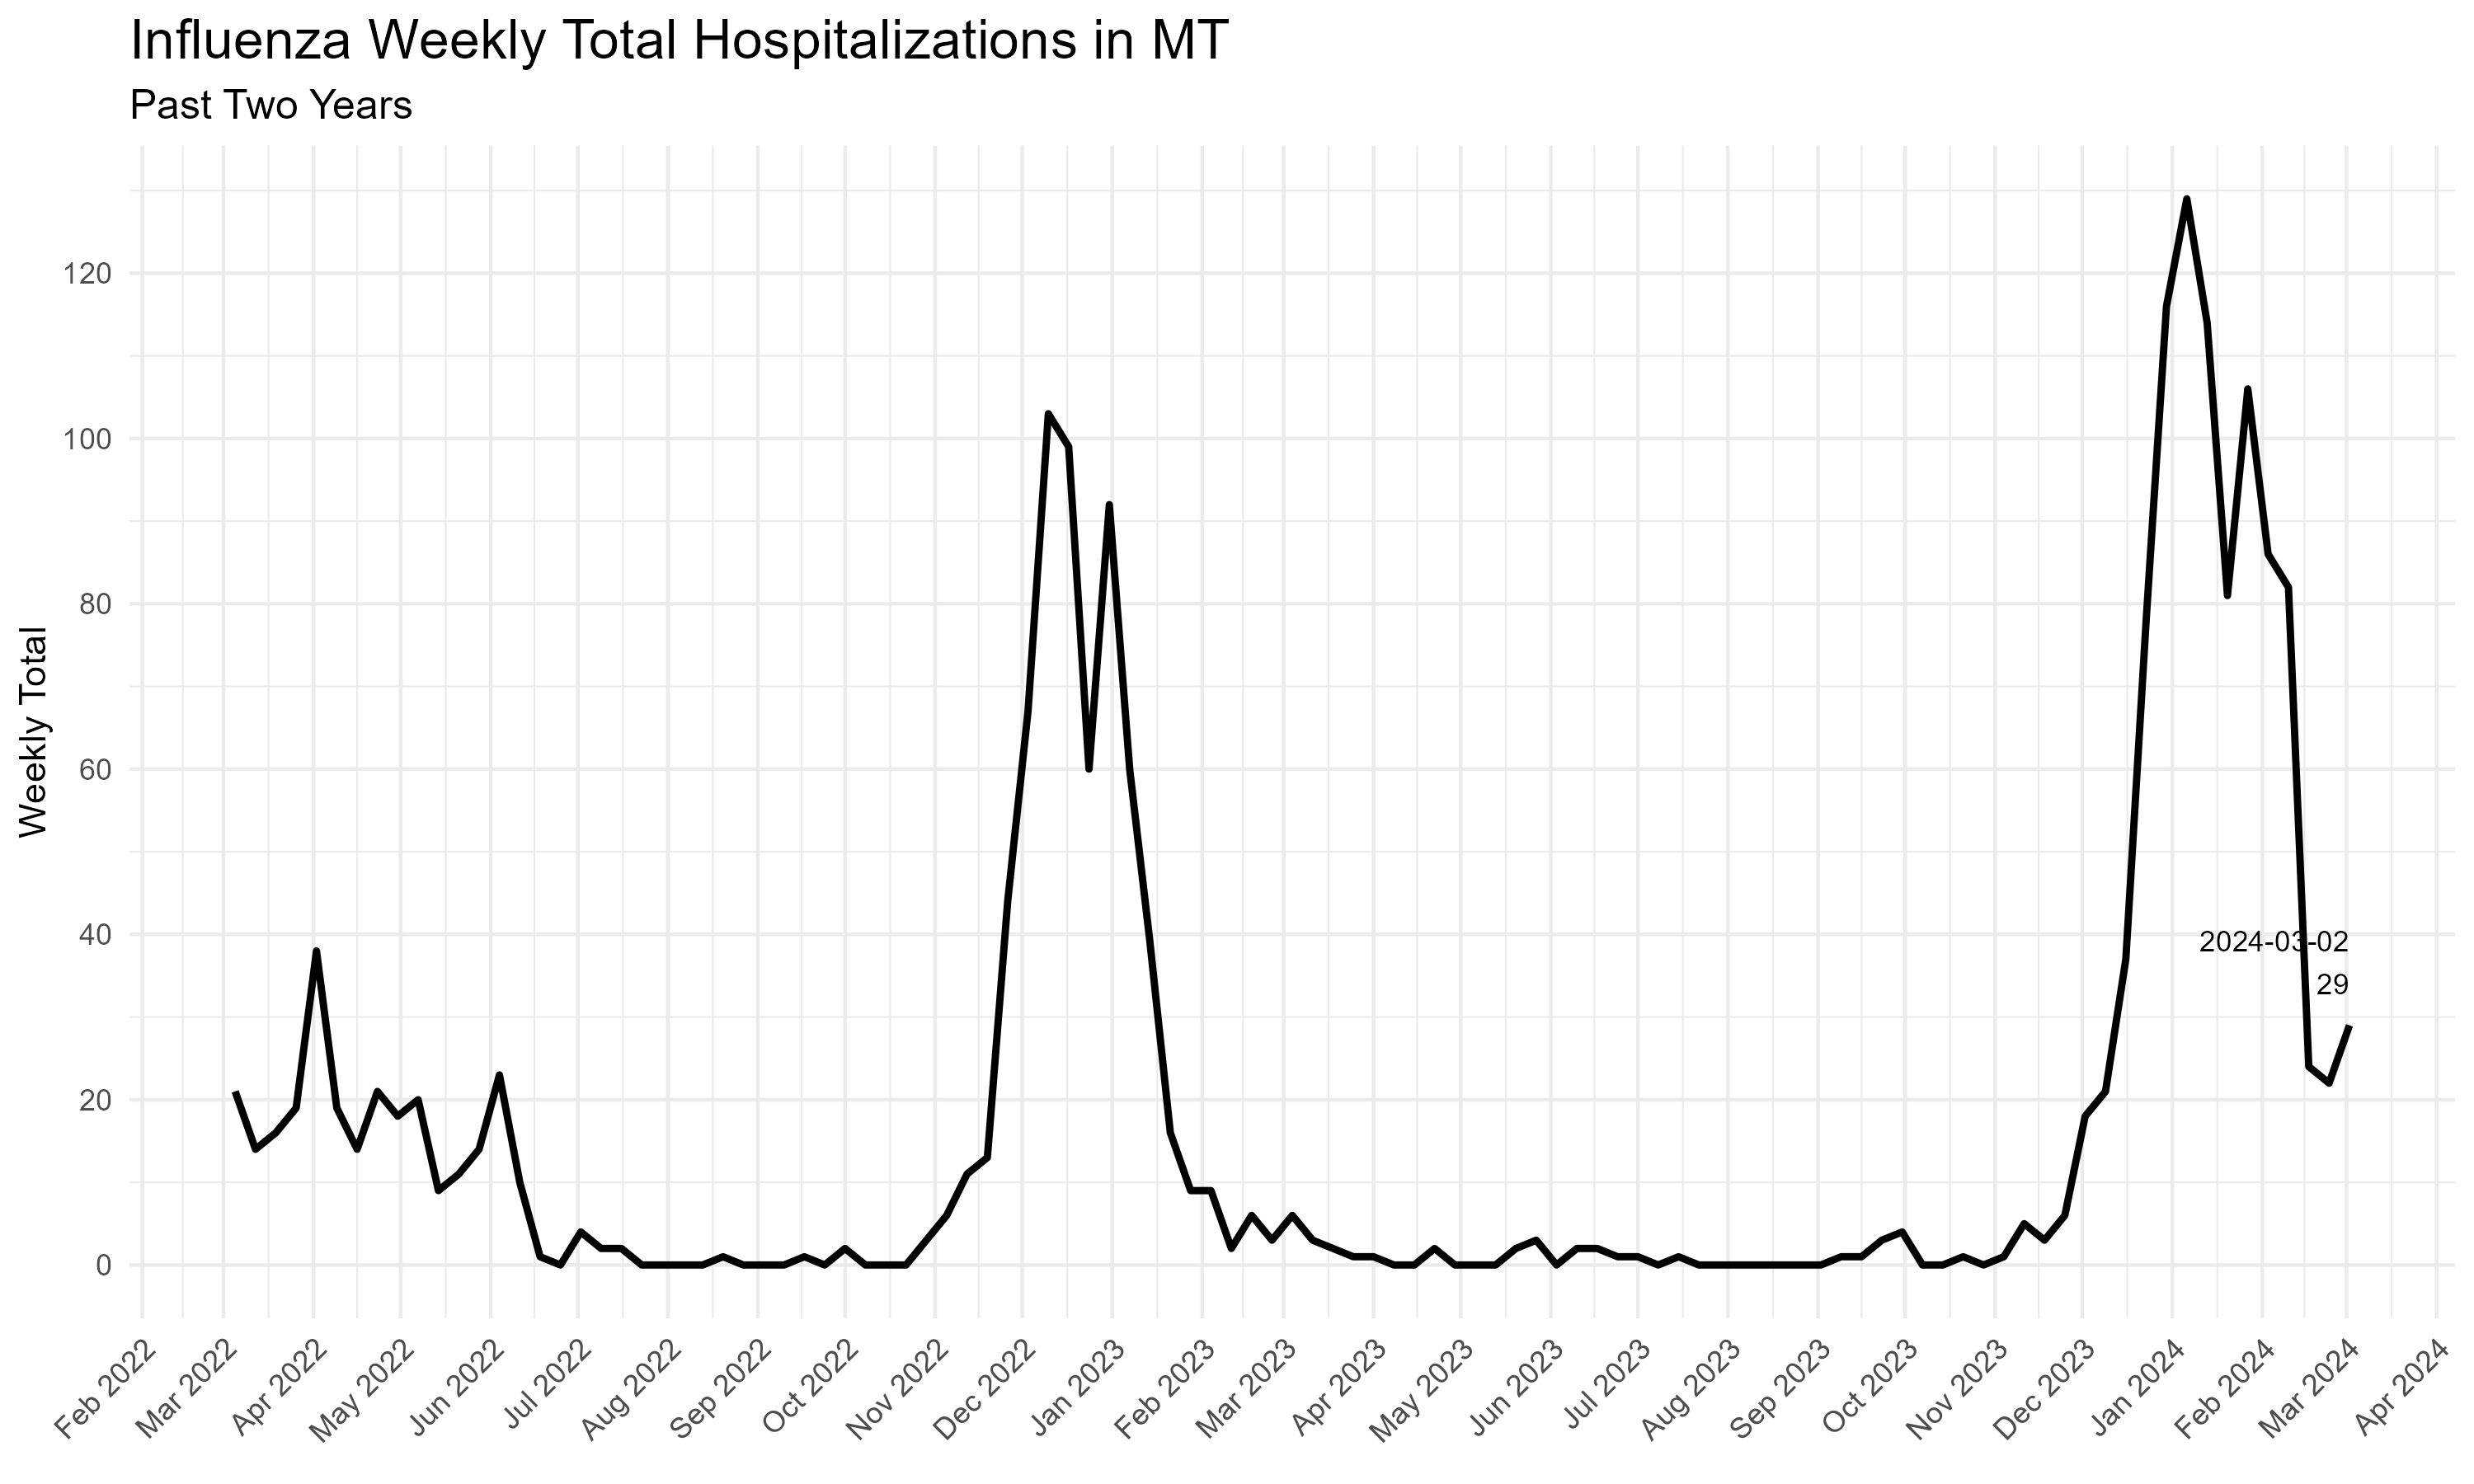 Influenza Weekly Total Hospitalizations in MT
Past Two Years
Weekly Total
120
100
80
60
40
20
0
2024-03-02
29
Feb 2022
Mar 2022
Apr 2022
May 2022
Jun 2022
Jul 2022
Aug 2022
Sep 2022
Oct 2022
Nov 2022
Dec 2022
Jan 2023
Feb 2023
Mar 2023
Apr 2023
May 2023
Jun 2023
Jul 2023
Aug 2023
Sep 2023
Oct 2023
Nov 2023
Dec 2023
Jan 2024
Feb 2024
Mar 2024
Apr 2024